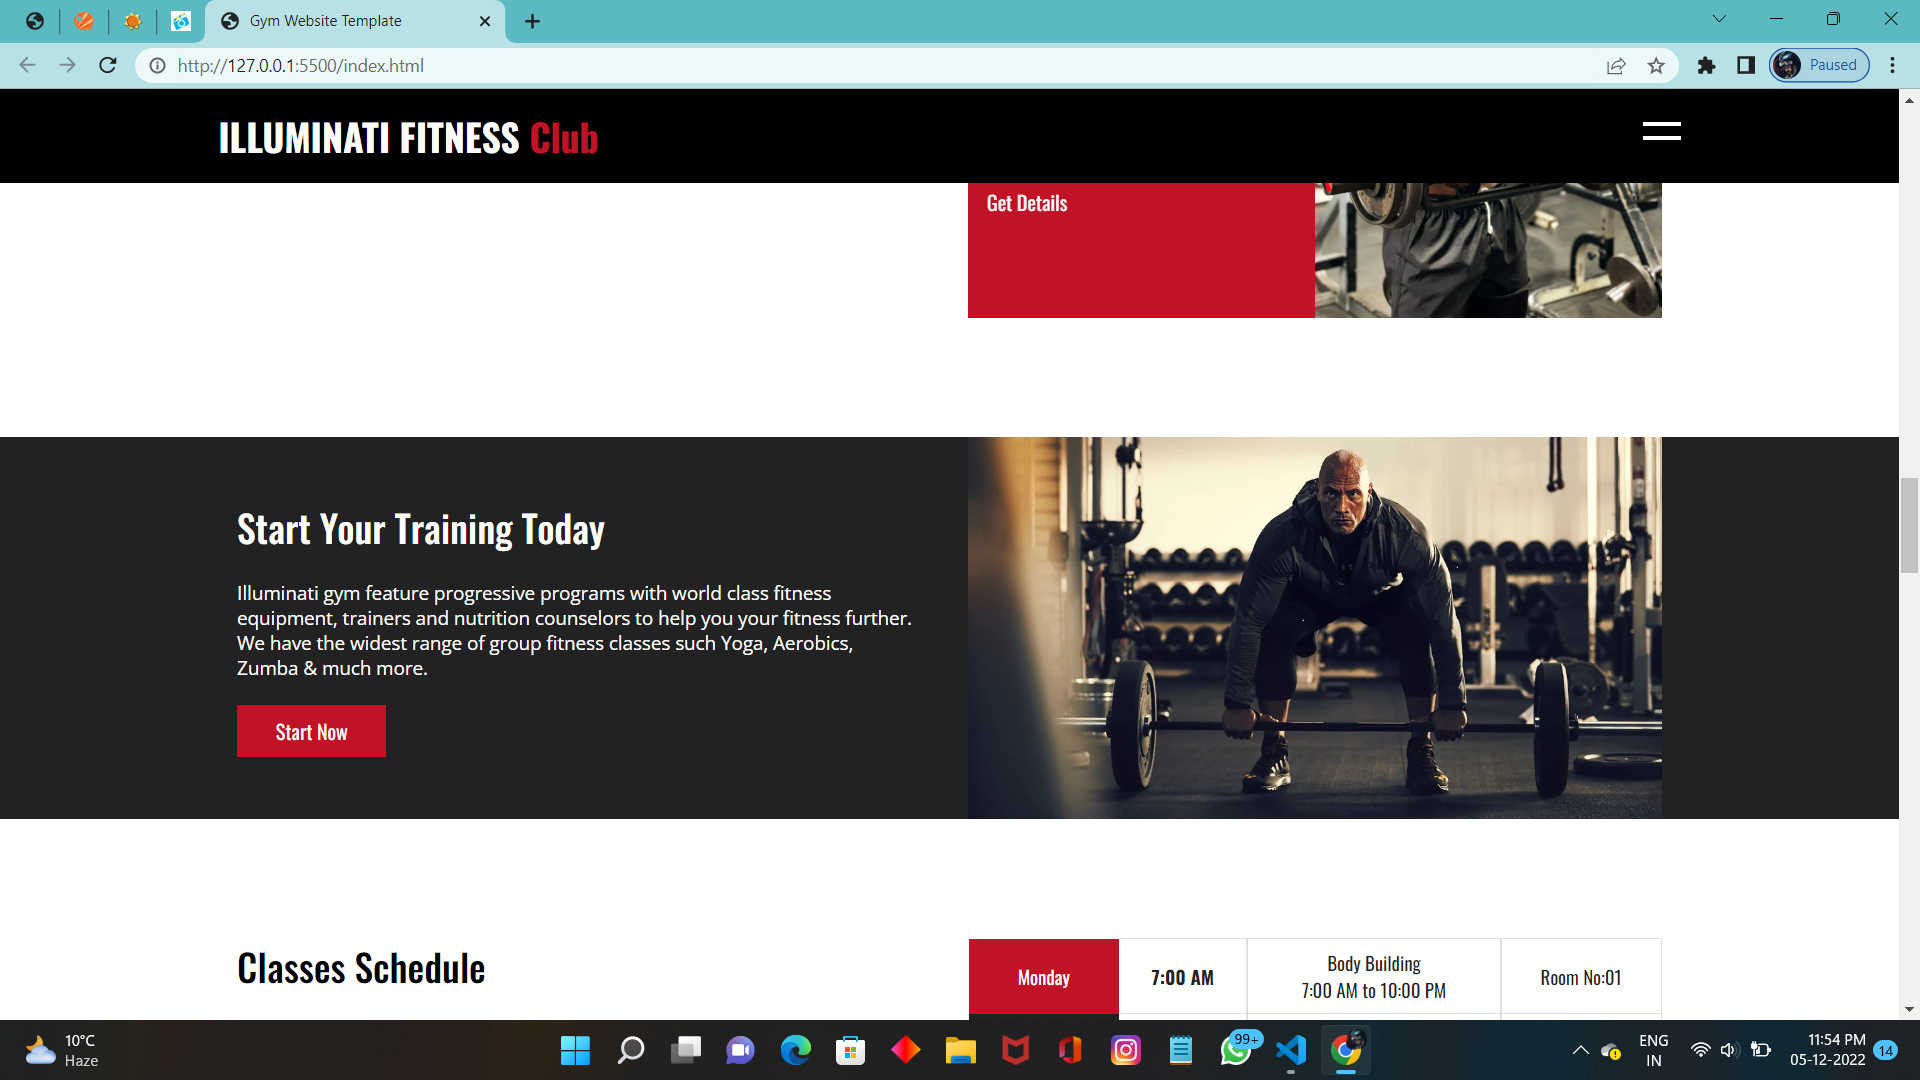 Gym Website Template
http://127.0.0.1:5500/index.html
Paused
ILLUMINATI FITNESS Club
Get Details
Start Your Training Today
Illuminati gym feature progressive programs with world class fitness
equipment, trainers and nutrition counselors to help you your fitness further.
We have the widest range of group fitness classes such Yoga, Aerobics,
Zumba & much more.
Start Now
Classes Schedule
Monday
7:00 AM
Body Building
7:00 AM to 10:00 PM
Room No:01
10°C
Haze
99+
ENG
IN
11:54 PM
05-12-2022
14